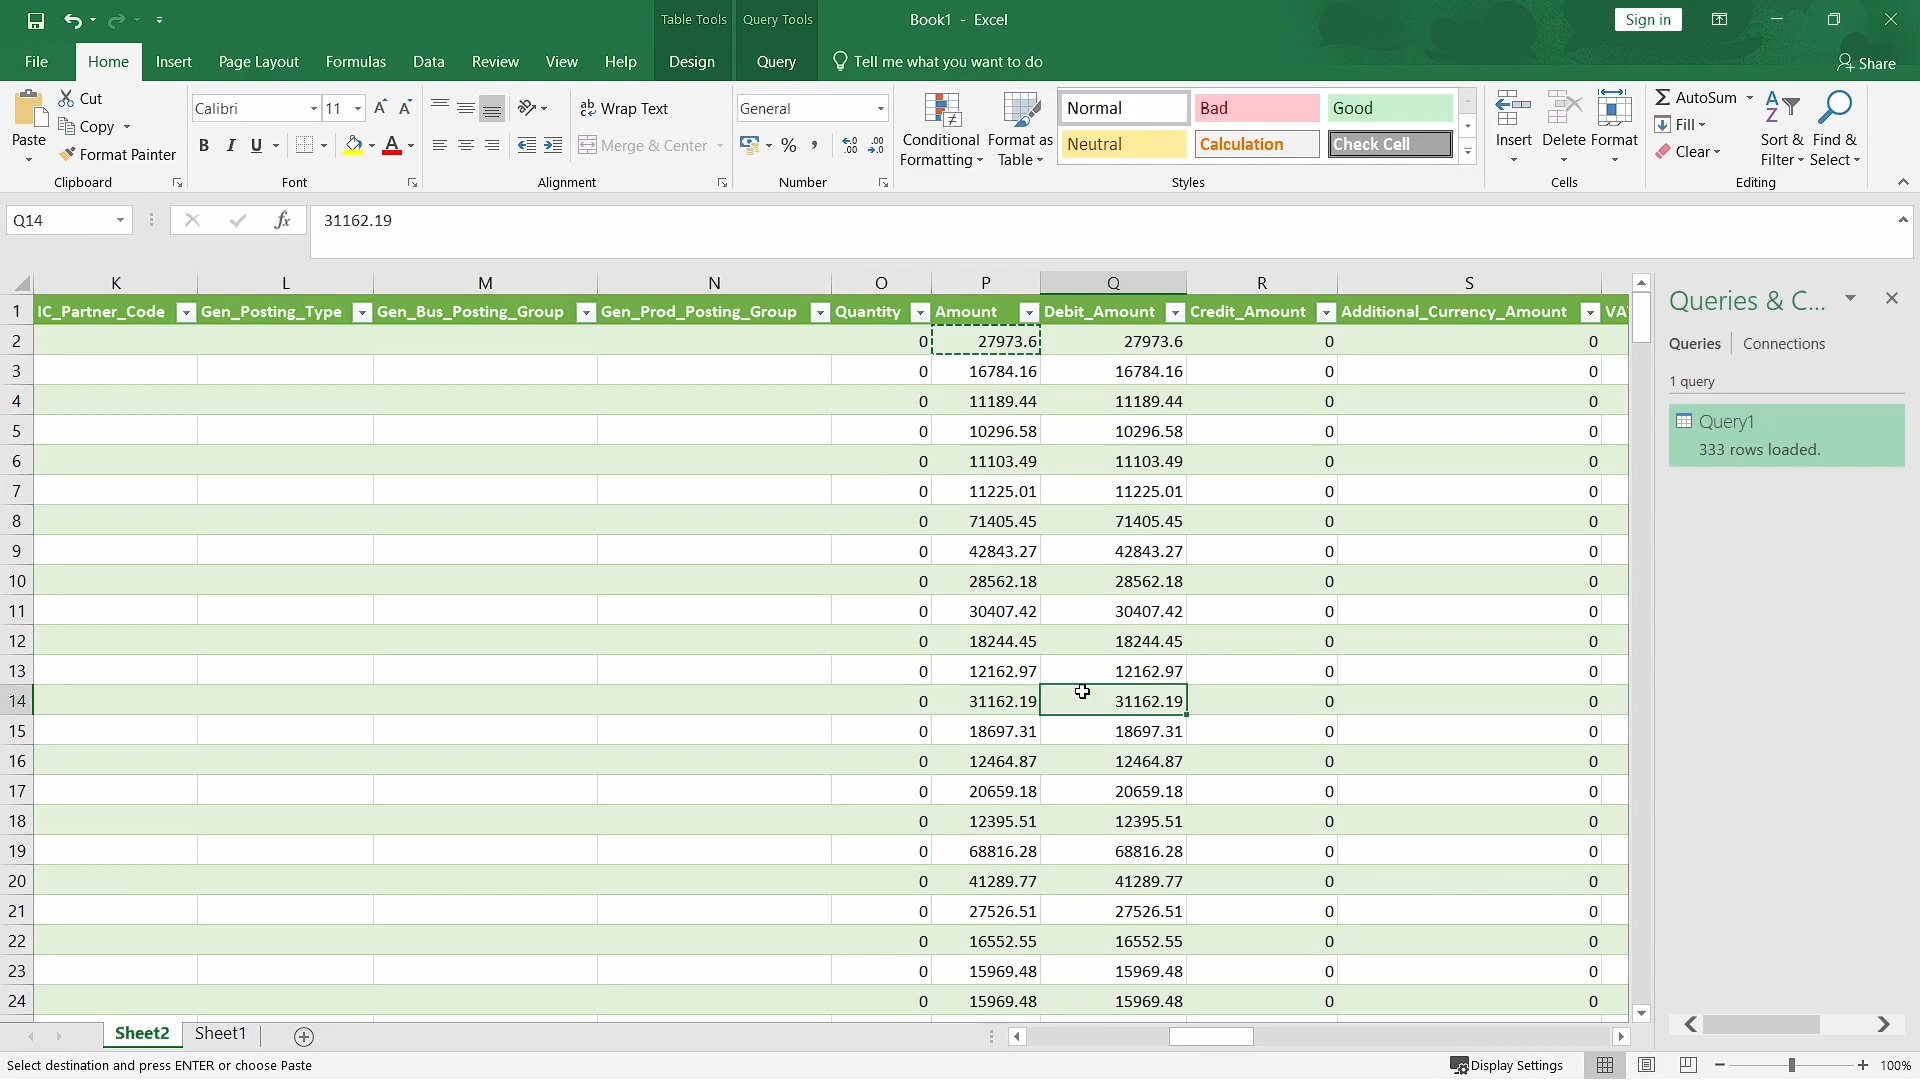 Table Tools Query Tools Book1 - Excel Sign in
File Home Insert Page Layout Formulas Data Review View Help Design Query Tell me what you want to do Share
Paste Cut Copy Format Painter Clipboard
Calibri 11 B I U A Font
ab Wrap Text Merge & Center Alignment
General % , Number
Conditional Formatting Format as Table
Normal Bad Good
Neutral Calculation Check Cell
Styles
Insert Delete Format Cells
AutoSum Fill Clear Sort & Filter Find & Select Editing
Q14 fx 31162.19
K L M N O P Q R S
1 IC_Partner_Code Gen_Posting_Type Gen_Bus_Posting_Group Gen_Prod_Posting_Group Quantity Amount Debit_Amount Credit_Amount Additional_Currency_Amount VA
2 0 27973.6 27973.6 0 0
3 0 16784.16 16784.16 0 0
4 0 11189.44 11189.44 0 0
5 0 10296.58 10296.58 0 0
6 0 11103.49 11103.49 0 0
7 0 11225.01 11225.01 0 0
8 0 71405.45 71405.45 0 0
9 0 42843.27 42843.27 0 0
10 0 28562.18 28562.18 0 0
11 0 30407.42 30407.42 0 0
12 0 18244.45 18244.45 0 0
13 0 12162.97 12162.97 0 0
14 0 31162.19 31162.19 0 0
15 0 18697.31 18697.31 0 0
16 0 12464.87 12464.87 0 0
17 0 20659.18 20659.18 0 0
18 0 12395.51 12395.51 0 0
19 0 68816.28 68816.28 0 0
20 0 41289.77 41289.77 0 0
21 0 27526.51 27526.51 0 0
22 0 16552.55 16552.55 0 0
23 0 15969.48 15969.48 0 0
24 0 15969.48 15969.48 0 0
Queries & C...
Queries Connections
1 query
Query1
333 rows loaded.
Sheet2 Sheet1
Select destination and press ENTER or choose Paste Display Settings 100%